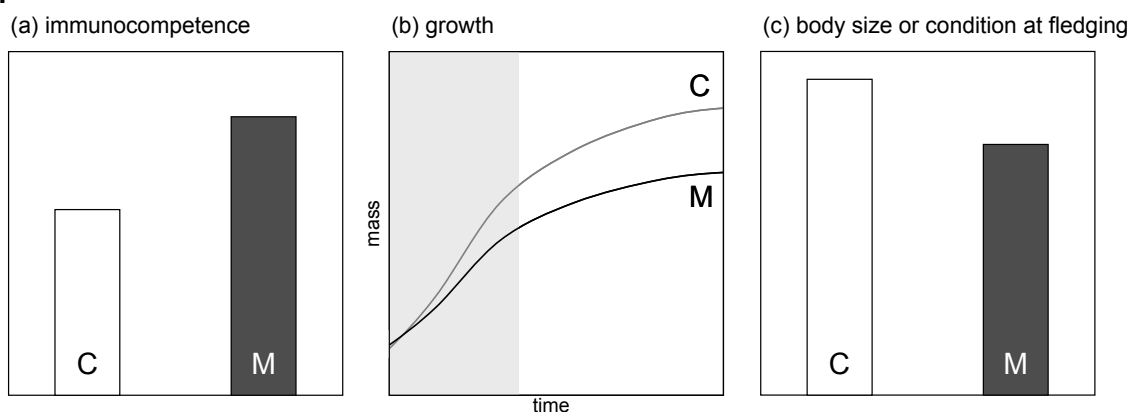 (a) immunocompetence
C
M
(b) growth
mass
C
M
time
(c) body size or condition at fledging
C
M